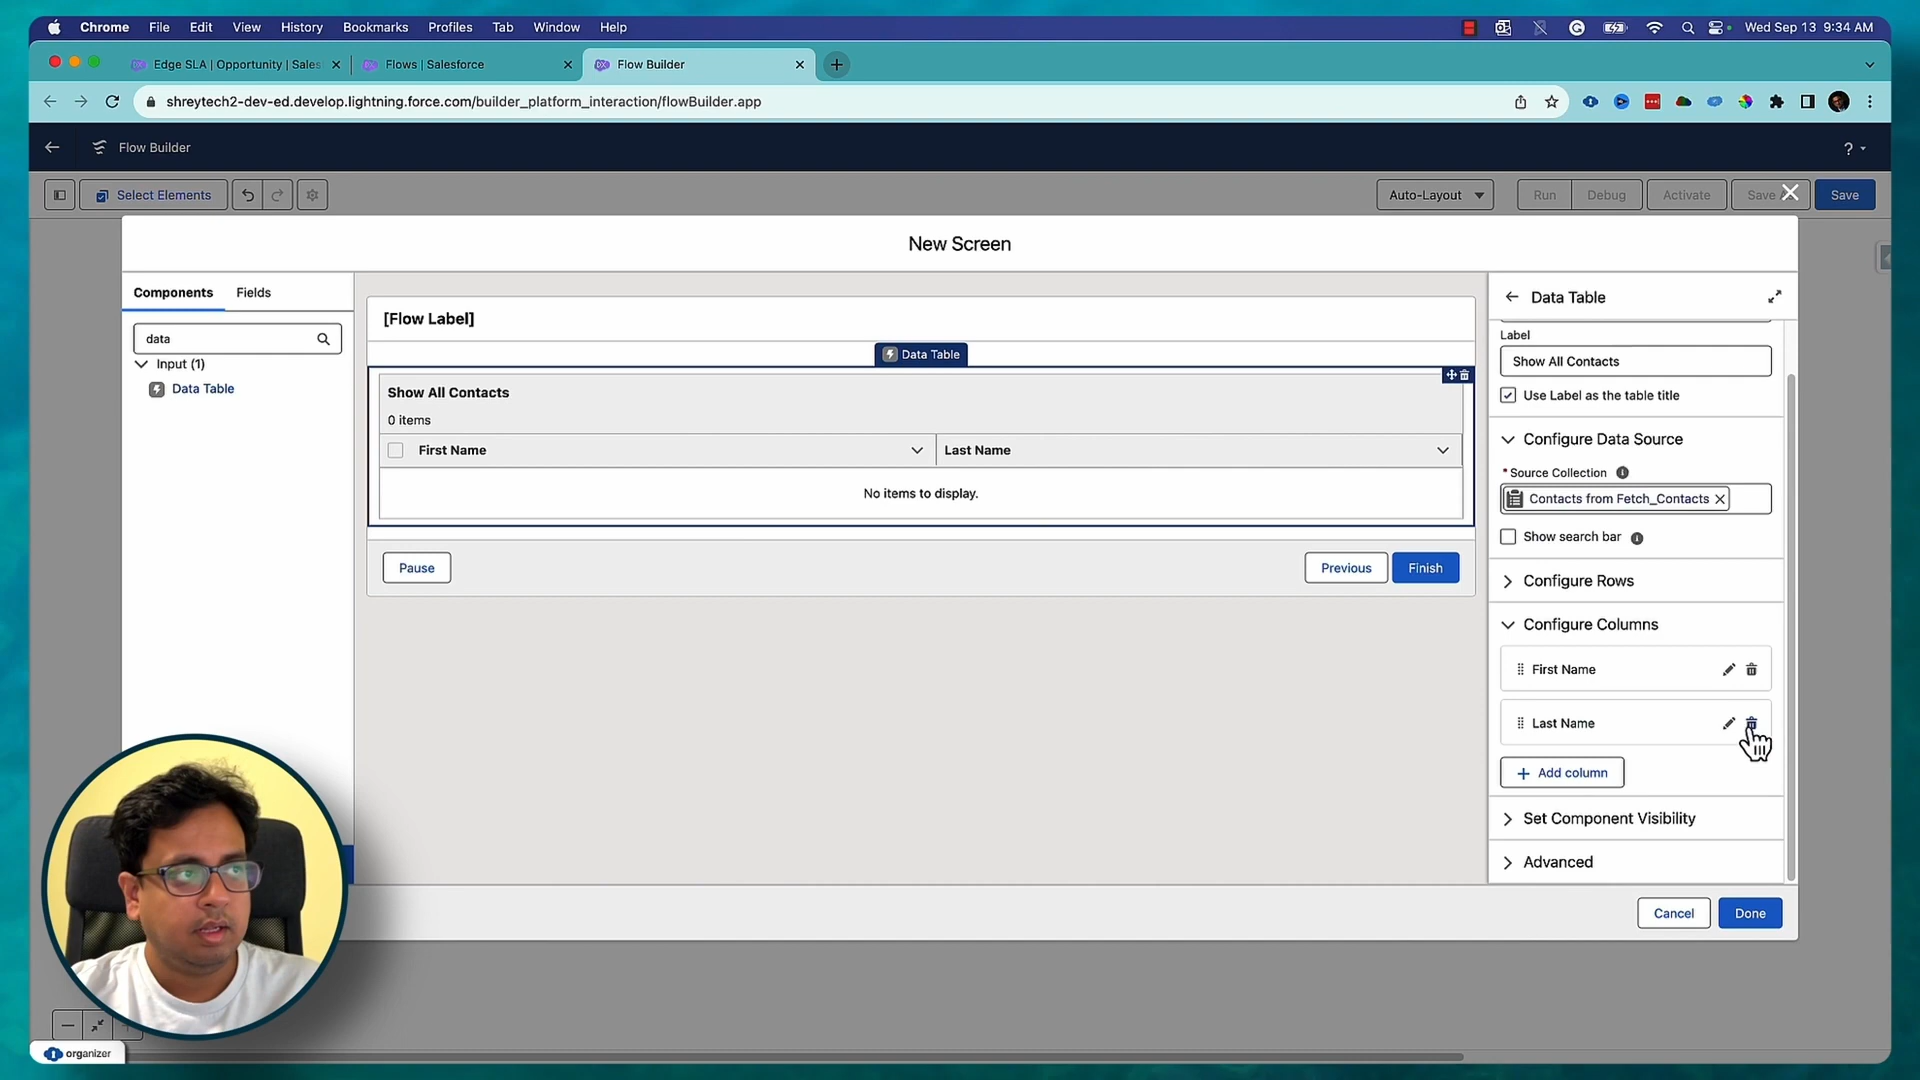 Chrome File Edit View History Bookmarks Profiles Tab Window Help Wed Sep 13 9:34 AM
Edge SLA | Opportunity | Sales
Flows | Salesforce
Flow Builder
shreytech2-dev-ed.develop.lightning.force.com/builder_platform_interaction/flowBuilder.app
Flow Builder
?
Select Elements
Auto-Layout
Run
Debug
Activate
Save
Save
New Screen
Components
Fields
data
Input (1)
Data Table
[Flow Label]
Data Table
Show All Contacts
0 items
First Name
Last Name
No items to display.
Pause
Previous
Finish
Data Table
Label
Show All Contacts
Use Label as the table title
Configure Data Source
* Source Collection
Contacts from Fetch_Contacts
Show search bar
Configure Rows
Configure Columns
First Name
Last Name
Add column
Set Component Visibility
Advanced
Cancel
Done
organizer